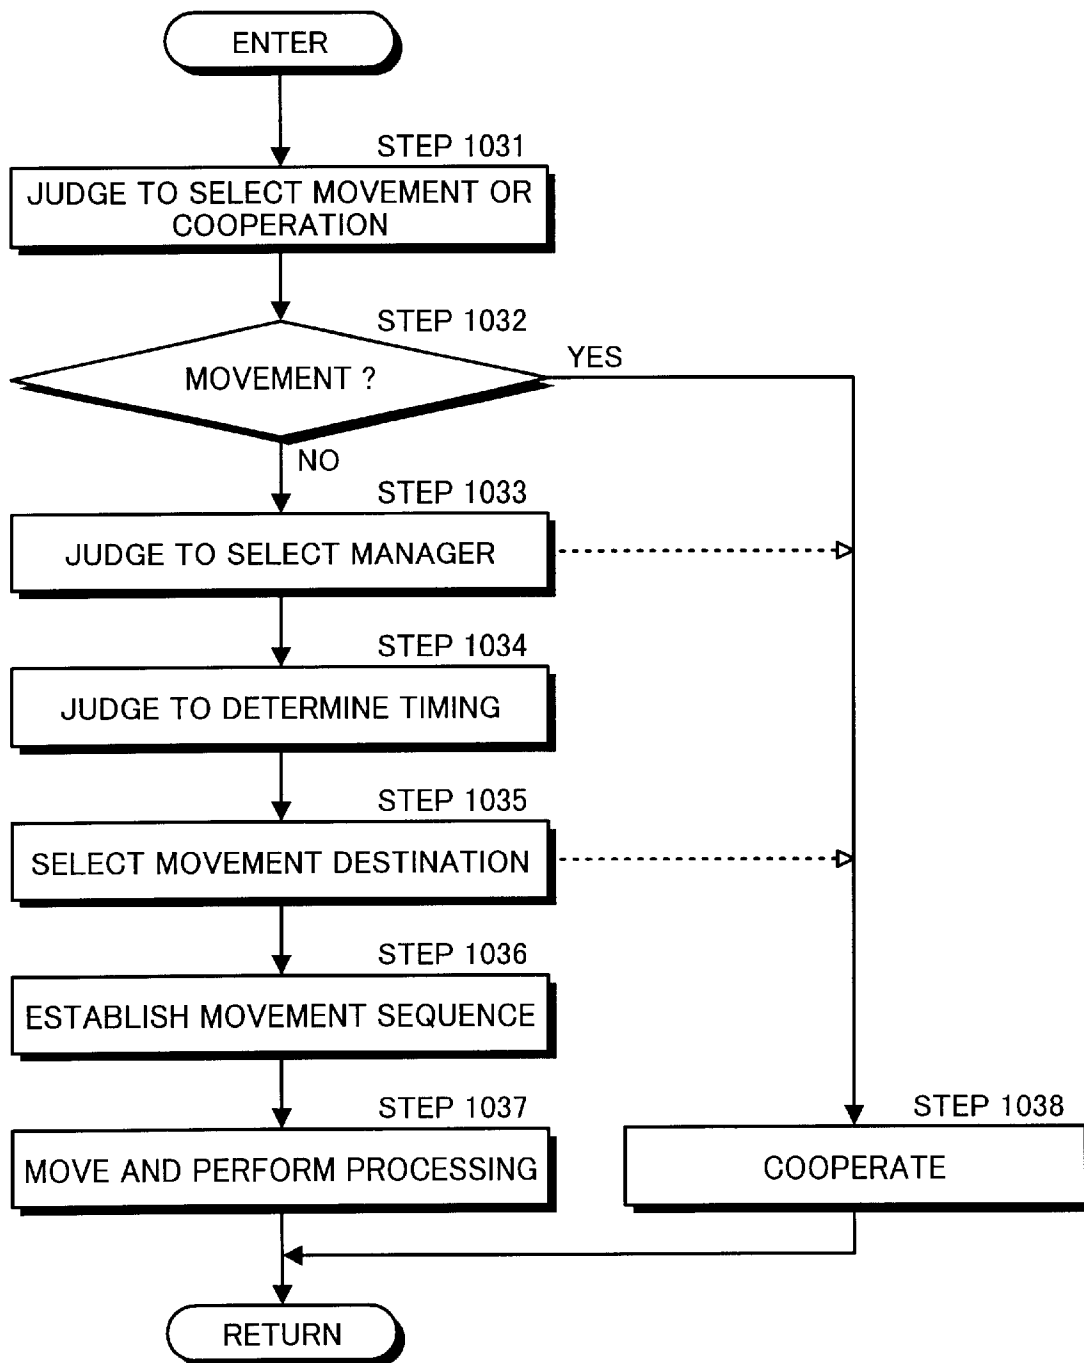 ENTER
STEP 1031
JUDGE TO SELECT MOVEMENT OR
COOPERATION
STEP 1032
MOVEMENT ?
YES
NO
STEP 1033
JUDGE TO SELECT MANAGER
STEP 1034
JUDGE TO DETERMINE TIMING
STEP 1035
SELECT MOVEMENT DESTINATION
STEP 1036
ESTABLISH MOVEMENT SEQUENCE
STEP 1037
MOVE AND PERFORM PROCESSING
STEP 1038
COOPERATE
RETURN